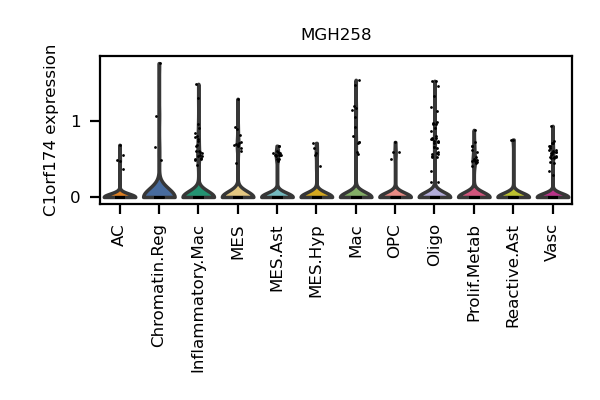 MGH258
C1orf174 expression
1
0
AC
Chromatin.Reg
Inflammatory.Mac
MES
MES.Ast
MES.Hyp
Mac
OPC
Oligo
Prolif.Metab
Reactive.Ast
Vasc